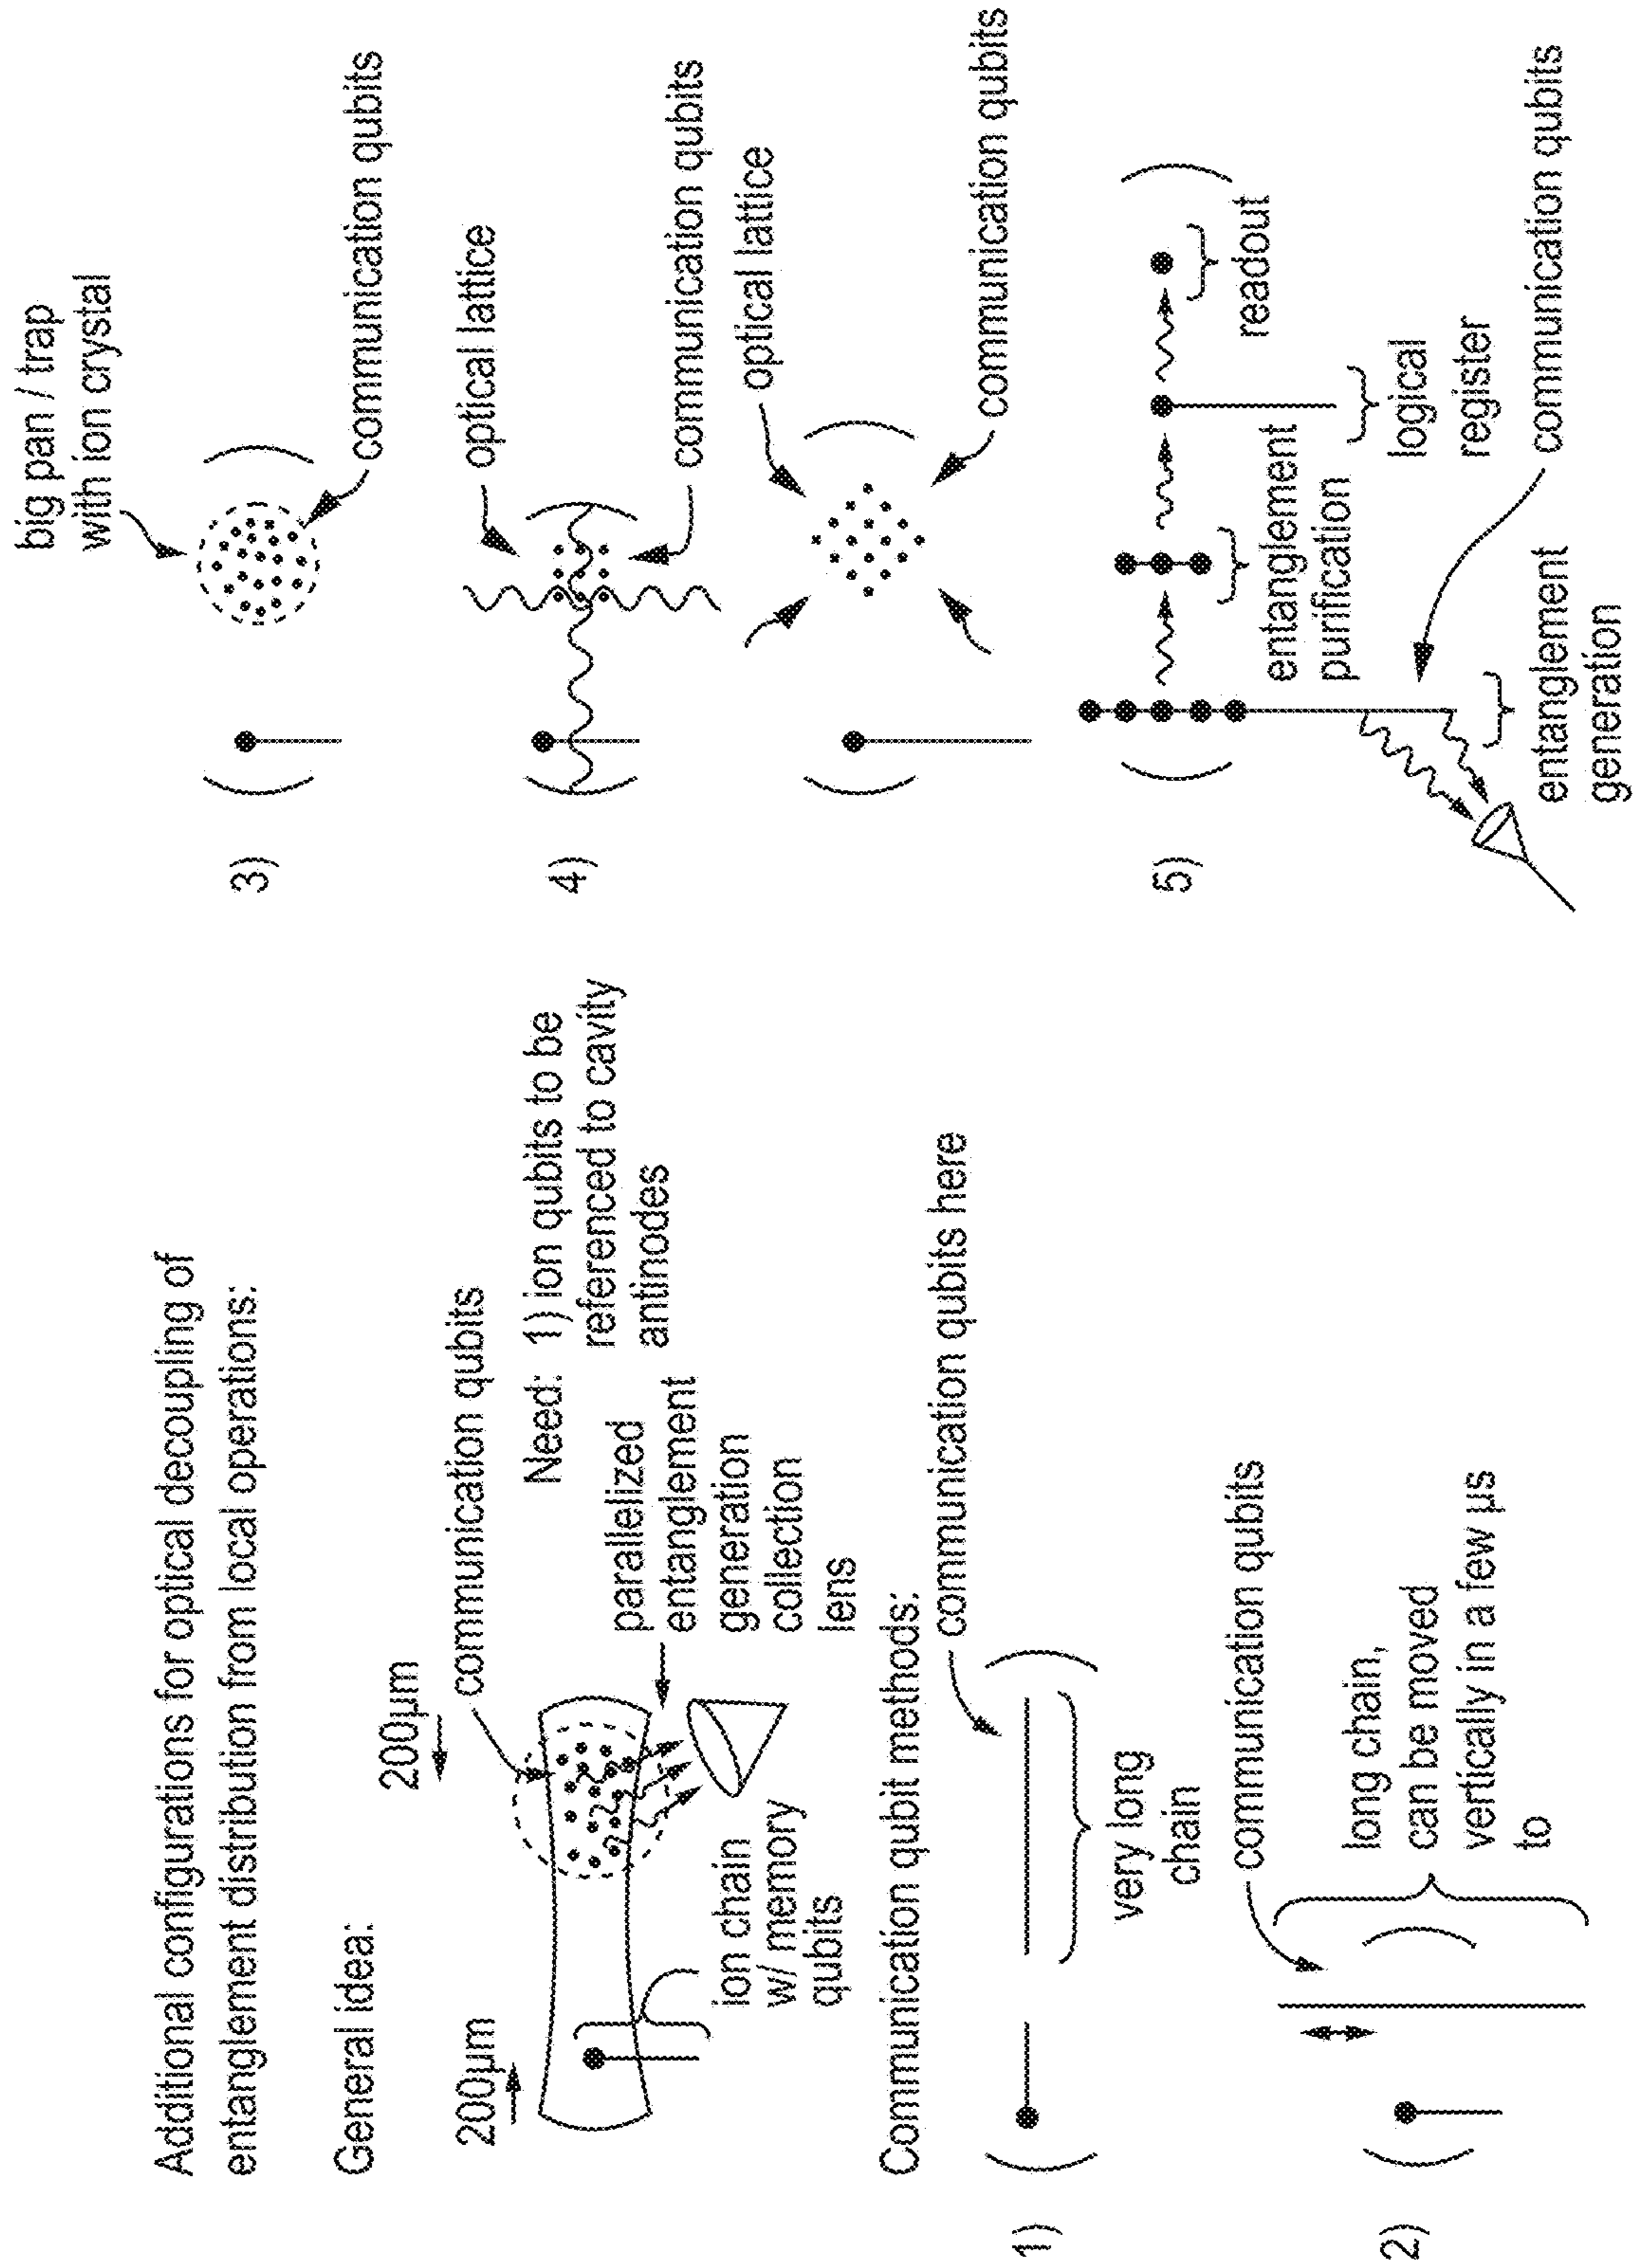 Additional configurations for optical decoupling of
entanglement distribution from local operations:
General idea:
200µm
200µm
communication qubits
Need: 1) ion qubits to be
referenced to cavity
antinodes
parallelized
entanglement
generation
collection
lens
ion chain
w/ memory
qubits
Communication qubit methods:
1)
communication qubits here
very long
chain
2)
communication qubits
long chain,
can be moved
vertically in a few µs
to
3)
big pan / trap
with ion crystal
communication qubits
4)
optical lattice
communication qubits
optical lattice
communication qubits
5)
readout
logical
register
entanglement
purification
communication qubits
entanglement
generation